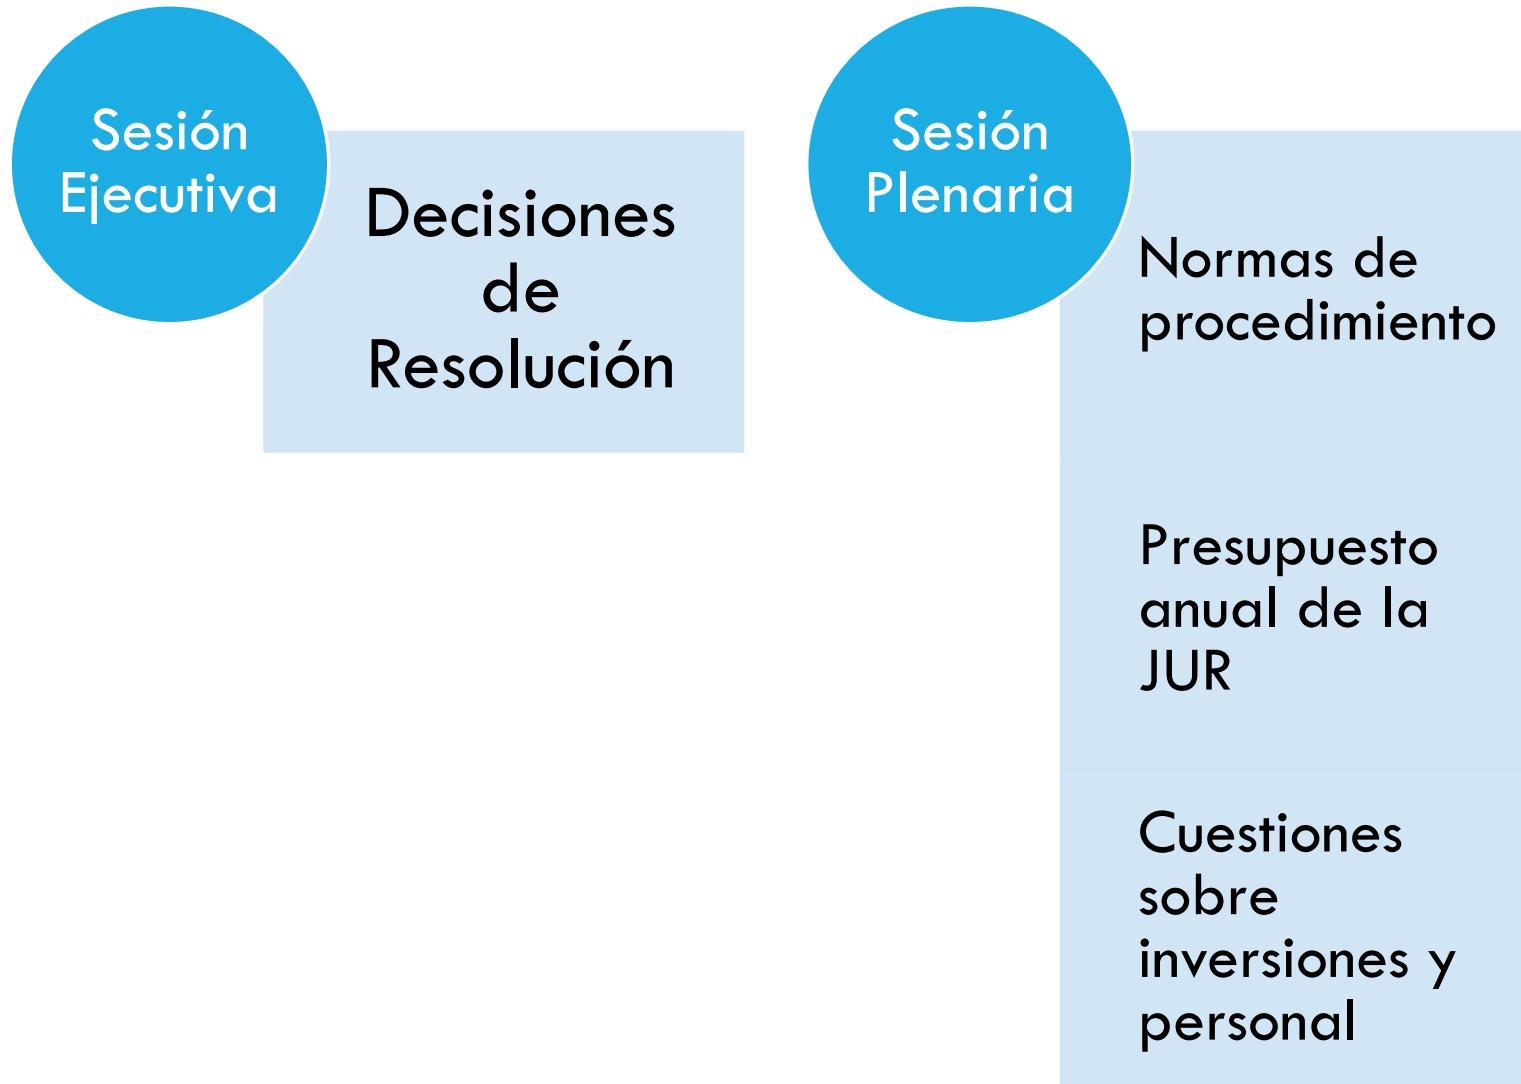 Sesión
Ejecutiva
Decisiones
de
Resolución
Sesión
Plenaria
Normas de
procedimiento
Presupuesto
anual de la
JUR
Cuestiones
sobre
inversiones y
personal